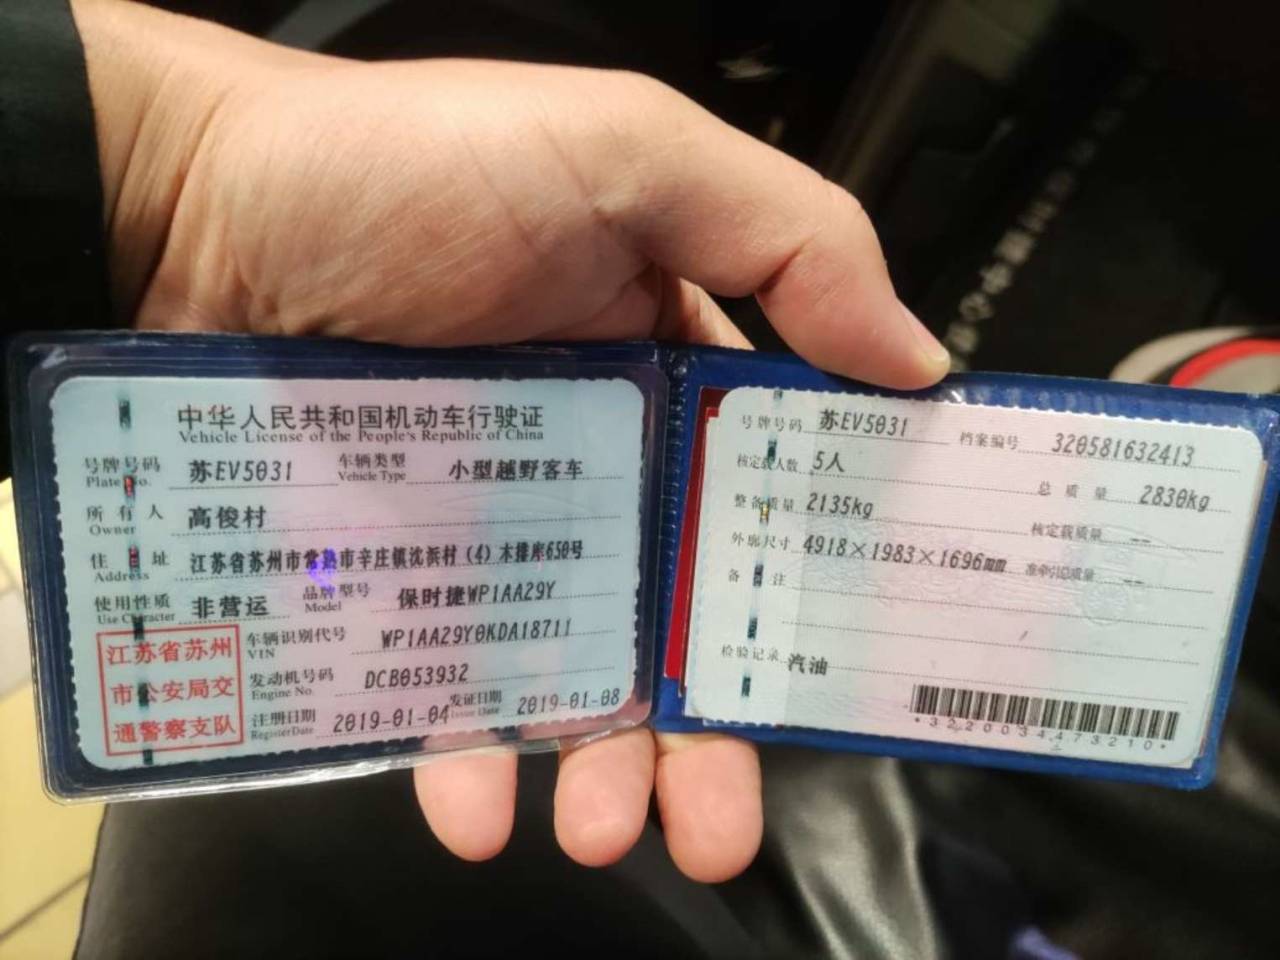 中华人民共和国机动车行驶证
Vehicle License of the People's Republic of China
号牌号码 苏EV5031 车辆类型 小型越野客车
Plate No. Vehicle Type
所有人 高俊村
Owner
住址 江苏省苏州市常熟市辛庄镇沈浜村(4)木排库650号
Address
使用性质 非营运 品牌型号 保时捷WP1AA29Y
Use Character Model
江苏省苏州
市公安局交
通警察支队
车辆识别代号 WP1AA29Y0KDA18711
VIN
发动机号码 DCB053932
Engine No.
注册日期 2019-01-04 发证日期 2019-01-08
Register Date Issue Date
号牌号码 苏EV5031 档案编号 320581632413
核定载人数 5人 总质量 2830kg
整备质量 2135kg 核定载质量 --
外廓尺寸 4918×1983×1696mm 准牵引总质量 --
备注
检验记录 汽油
*3220034473210*
中心